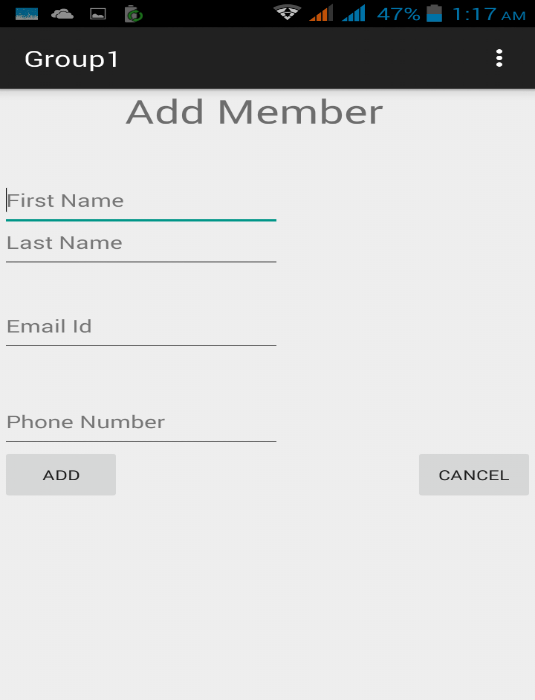 47% 1:17 AM
Group1
Add Member
First Name
Last Name
Email Id
Phone Number
ADD CANCEL